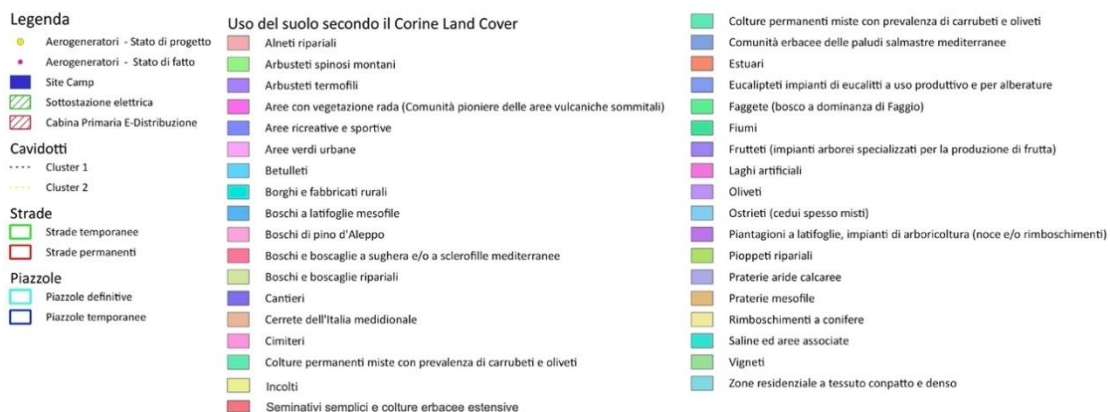 Legenda
Aerogeneratori - Stato di progetto
Aerogeneratori - Stato di fatto
Site Camp
Sottostazione elettrica
Cabina Primaria E-Distribuzione
Cavidotti
Cluster 1
Cluster 2
Strade
Strade temporanee
Strade permanenti
Piazzole
Piazzole definitive
Piazzole temporanee
Uso del suolo secondo il Corine Land Cover
Alneti ripariali
Arbusteti spinosi montani
Arbusteti termofili
Aree con vegetazione rada (Comunità pioniere delle aree vulcaniche sommitali)
Aree ricreative e sportive
Aree verdi urbane
Betulleti
Borghi e fabbricati rurali
Boschi a latifoglie mesofile
Boschi di pino d'Aleppo
Boschi e boscaglie a sughera e/o a sclerofille mediterranee
Boschi e boscaglie ripariali
Cantieri
Cerrete dell'Italia medidionale
Cimiteri
Colture permanenti miste con prevalenza di carrubeti e oliveti
Incolti
Seminativi semplici e colture erbacee estensive
Colture permanenti miste con prevalenza di carrubeti e oliveti
Comunità erbacee delle paludi salmastre mediterranee
Estuari
Eucalipteti impianti di eucalitti a uso produttivo e per alberature
Faggete (bosco a dominanza di Faggio)
Fiumi
Frutteti (impianti arborei specializzati per la produzione di frutta)
Laghi artificiali
Oliveti
Ostrieti (cedui spesso misti)
Piantagioni a latifoglie, impianti di arboricoltura (noce e/o rimboschimenti)
Pioppeti ripariali
Praterie aride calcaree
Praterie mesofile
Rimboschimenti a conifere
Saline ed aree associate
Vigneti
Zone residenziale a tessuto conpatto e denso